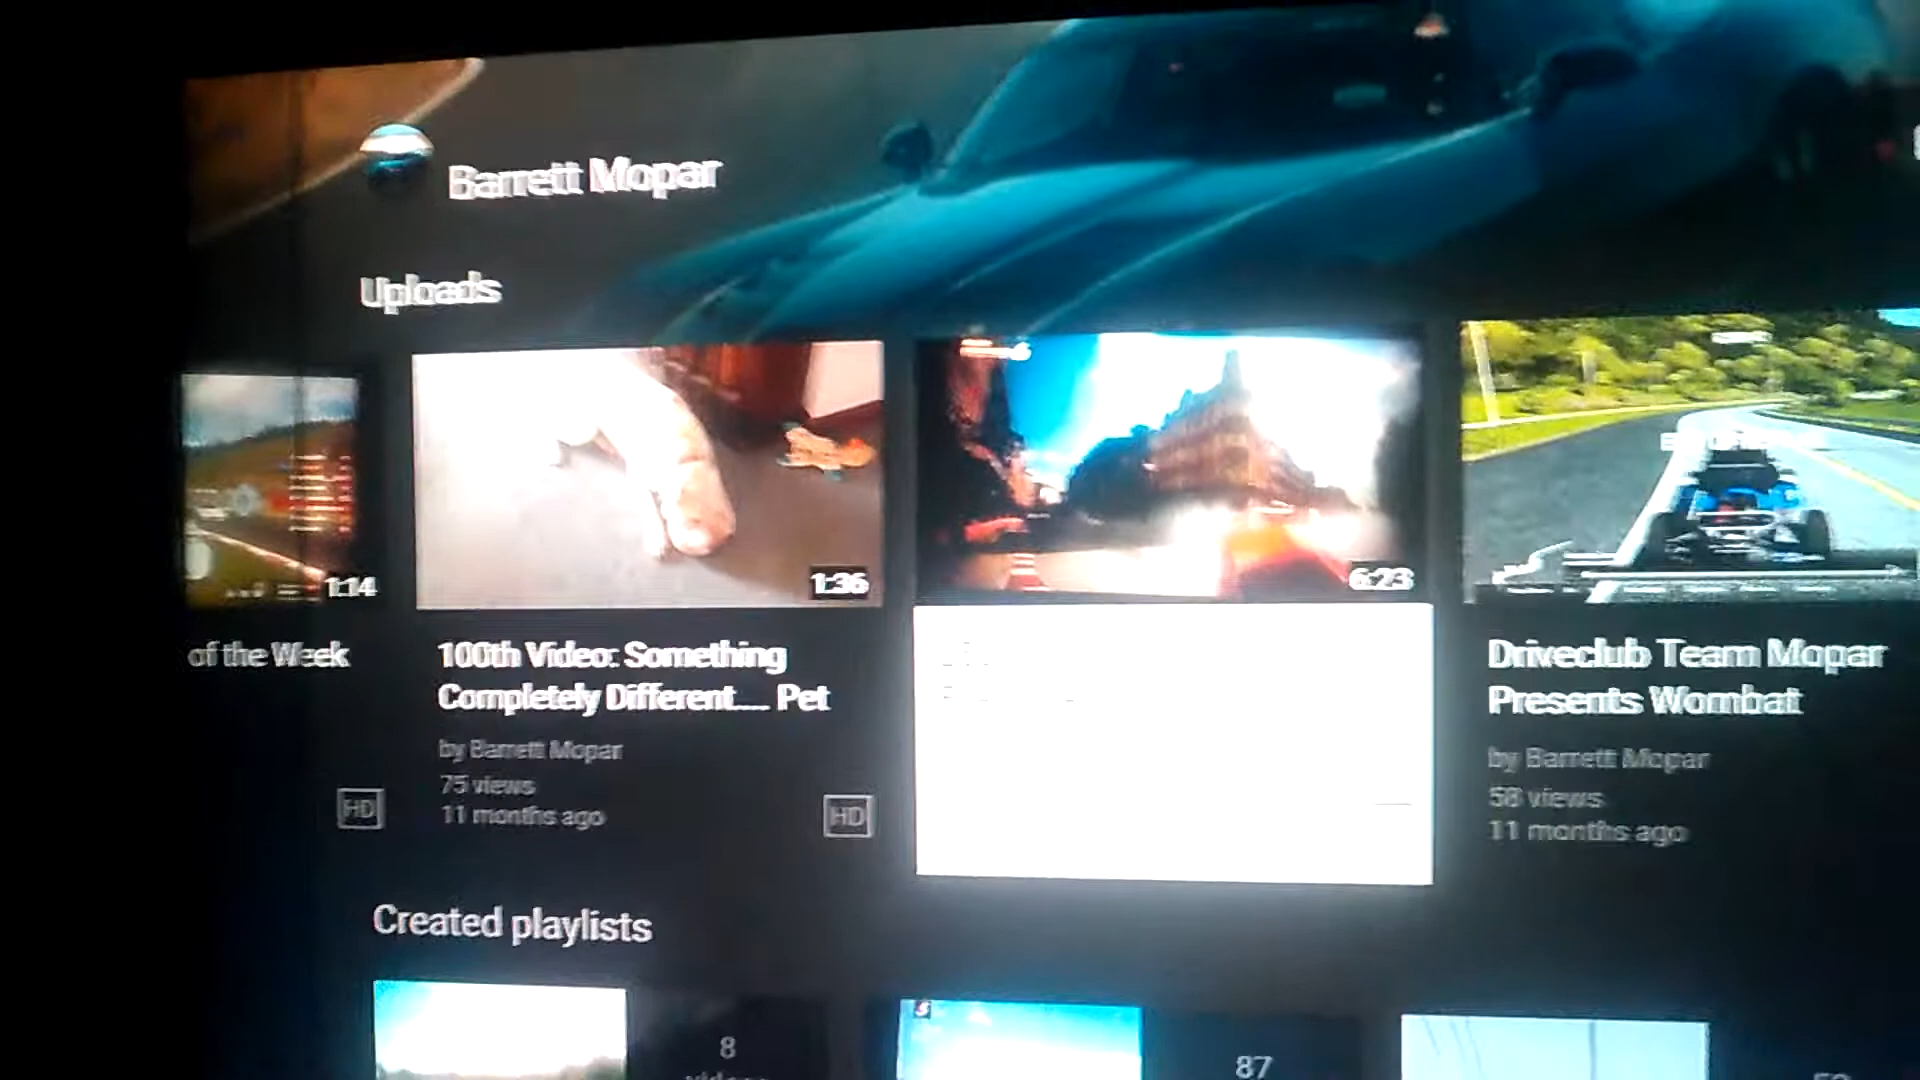 Barrett Mopar
Uploads
1:14
1:36
6:23
of the Week
100th Video: Something
Completely Different.... Pet
by Barrett Mopar
75 views
11 months ago
HD
HD
Driveclub Team Mopar
Presents Wombat
by Barrett Mopar
58 views
11 months ago
Created playlists
8
videos
87